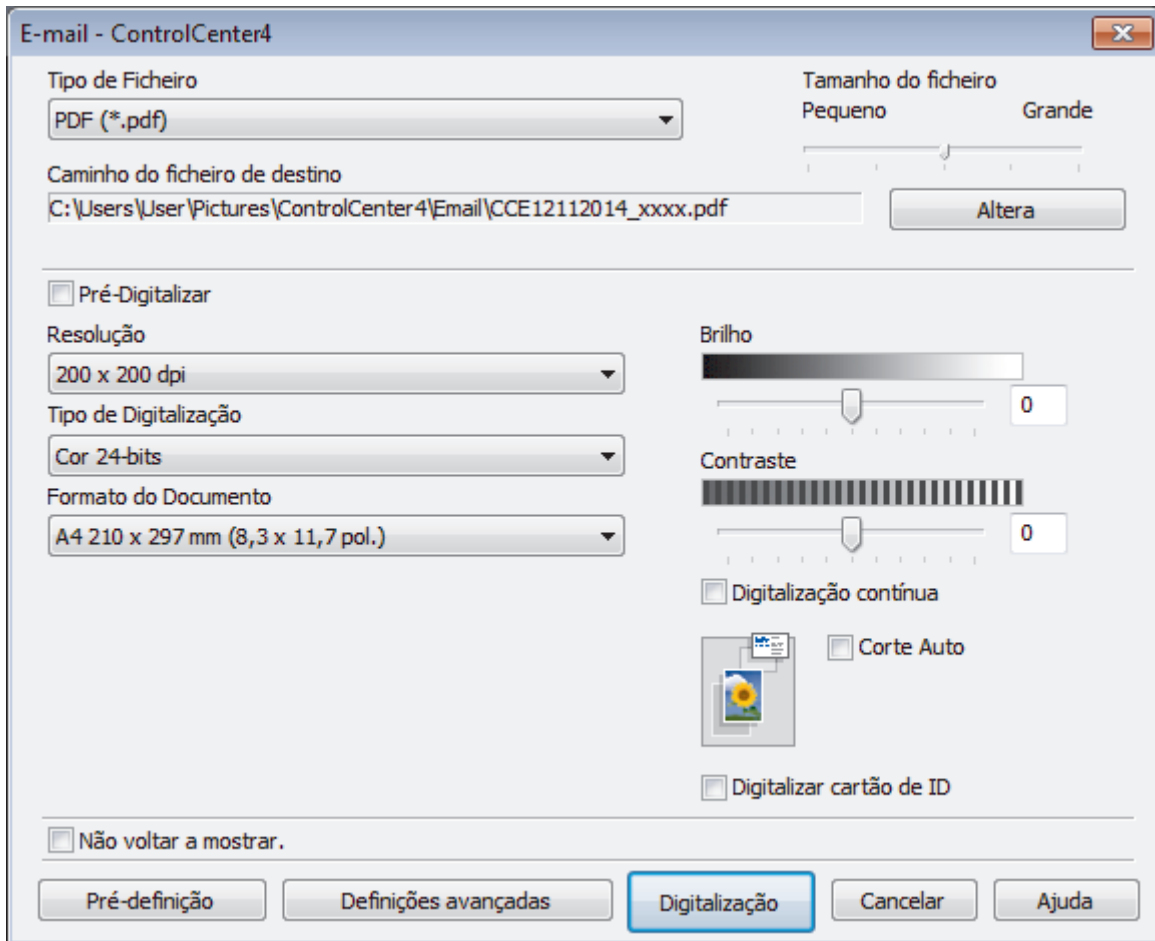 E-mail - ControlCenter4
Tipo de Ficheiro
PDF (*.pdf)
Tamanho do ficheiro
Pequeno Grande
Caminho do ficheiro de destino
C:\Users\User\Pictures\ControlCenter4\Email\CCE12112014_xxxx.pdf
Altera
Pré-Digitalizar
Resolução
200 x 200 dpi
Tipo de Digitalização
Cor 24-bits
Formato do Documento
A4 210 x 297 mm (8,3 x 11,7 pol.)
Brilho
0
Contraste
0
Digitalização contínua
Corte Auto
Digitalizar cartão de ID
Não voltar a mostrar.
Pré-definição Definições avançadas Digitalização Cancelar Ajuda